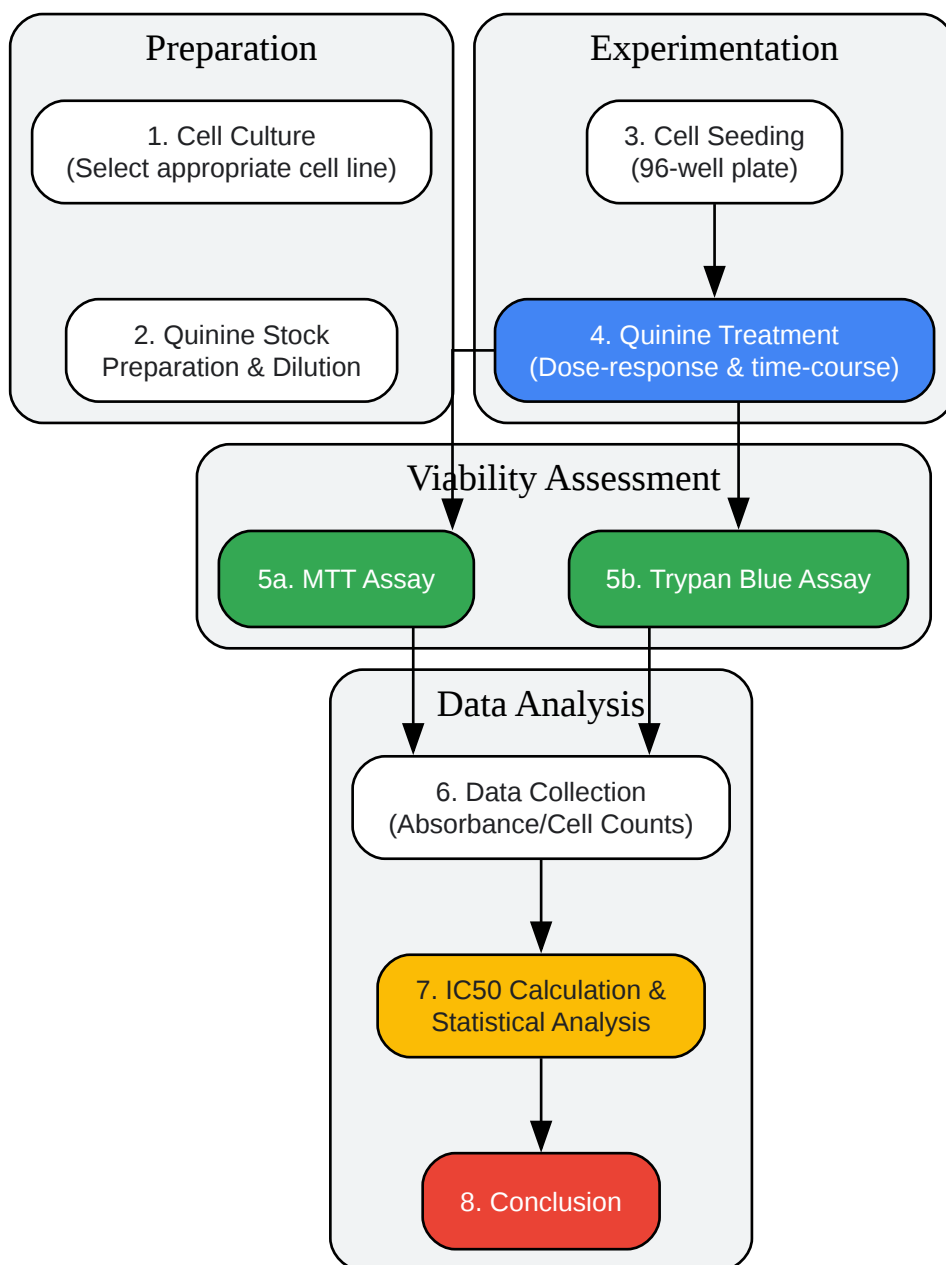 Preparation
1. Cell Culture
(Select appropriate cell line)
2. Quinine Stock
Preparation & Dilution
Experimentation
3. Cell Seeding
(96-well plate)
4. Quinine Treatment
(Dose-response & time-course)
Viability Assessment
5a. MTT Assay
5b. Trypan Blue Assay
Data Analysis
6. Data Collection
(Absorbance/Cell Counts)
7. IC50 Calculation &
Statistical Analysis
8. Conclusion